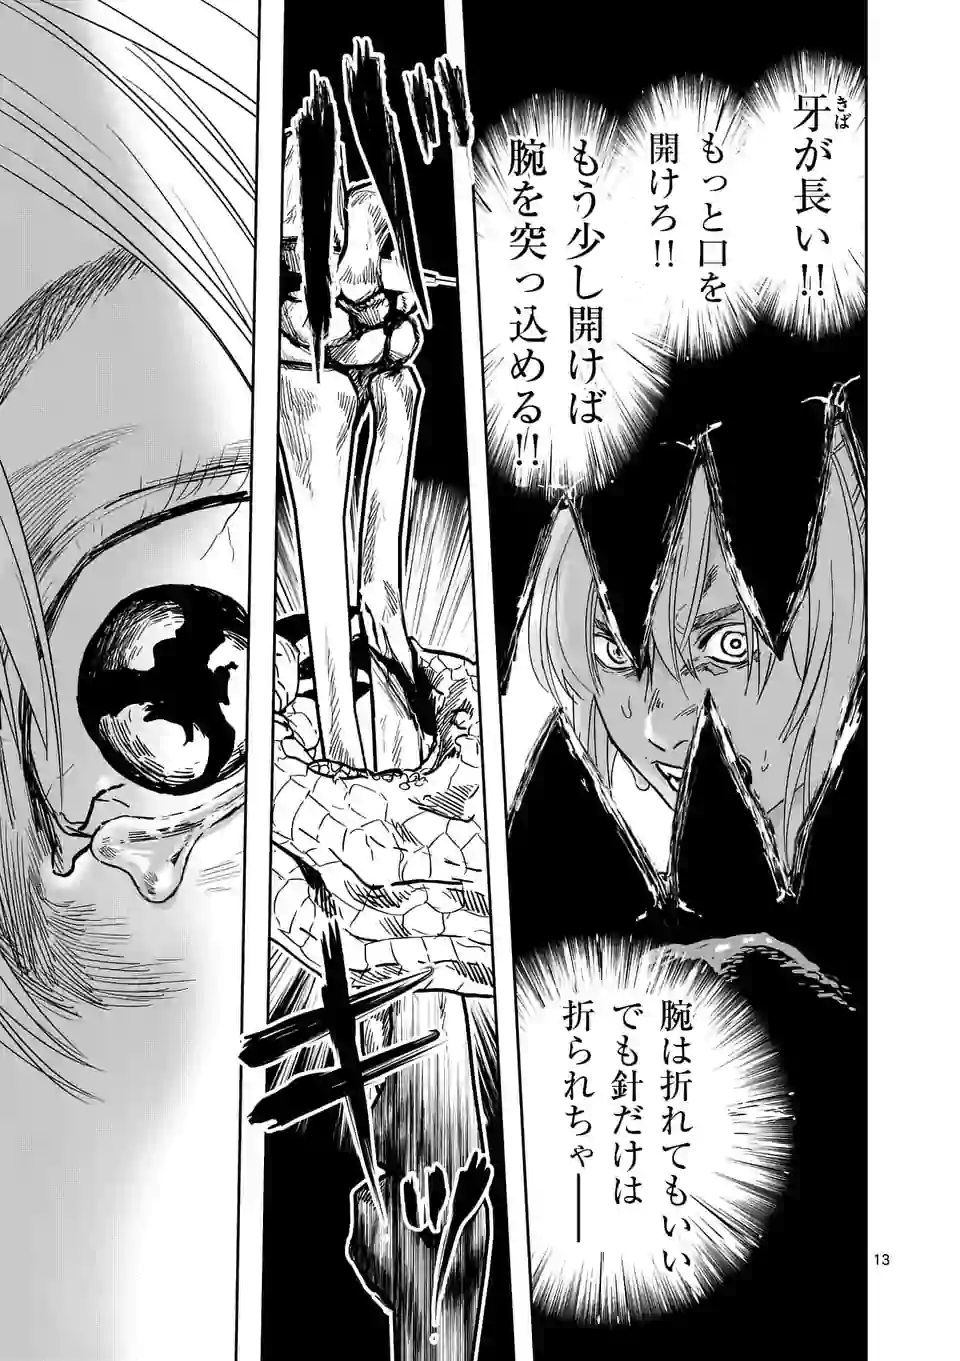 牙が長い!!
きば
もっと口を
開けろ!!
もう少し開けば
腕を突っ込める!!
腕は折れてもいい
でも針だけは
折られちゃ――
13